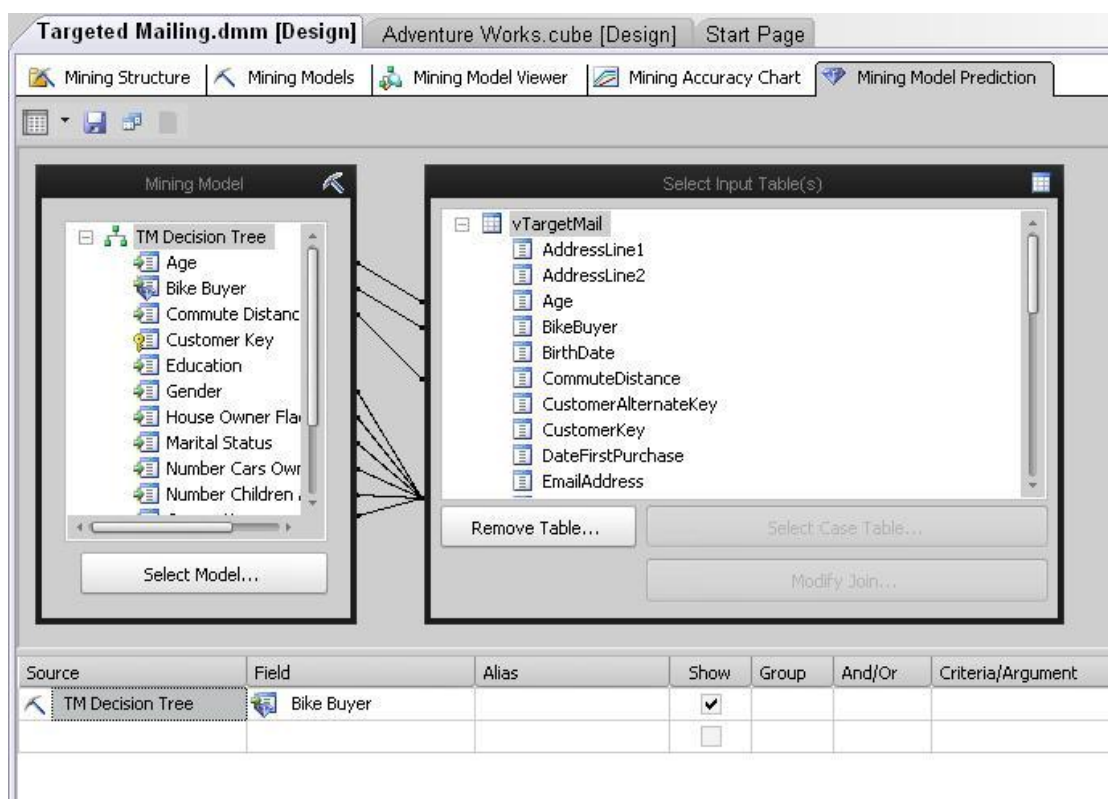 Targeted Mailing.dmm [Design] Adventure Works.cube [Design] Start Page
Mining Structure Mining Models Mining Model Viewer Mining Accuracy Chart Mining Model Prediction
Mining Model
TM Decision Tree
Age
Bike Buyer
Commute Distanc
Customer Key
Education
Gender
House Owner Fla
Marital Status
Number Cars Own
Number Children
Select Model...
Select Input Table(s)
vTargetMail
AddressLine1
AddressLine2
Age
BikeBuyer
BirthDate
CommuteDistance
CustomerAlternateKey
CustomerKey
DateFirstPurchase
EmailAddress
Remove Table... Select Case Table...
Modify Join...
Source Field Alias Show Group And/Or Criteria/Argument
TM Decision Tree Bike Buyer